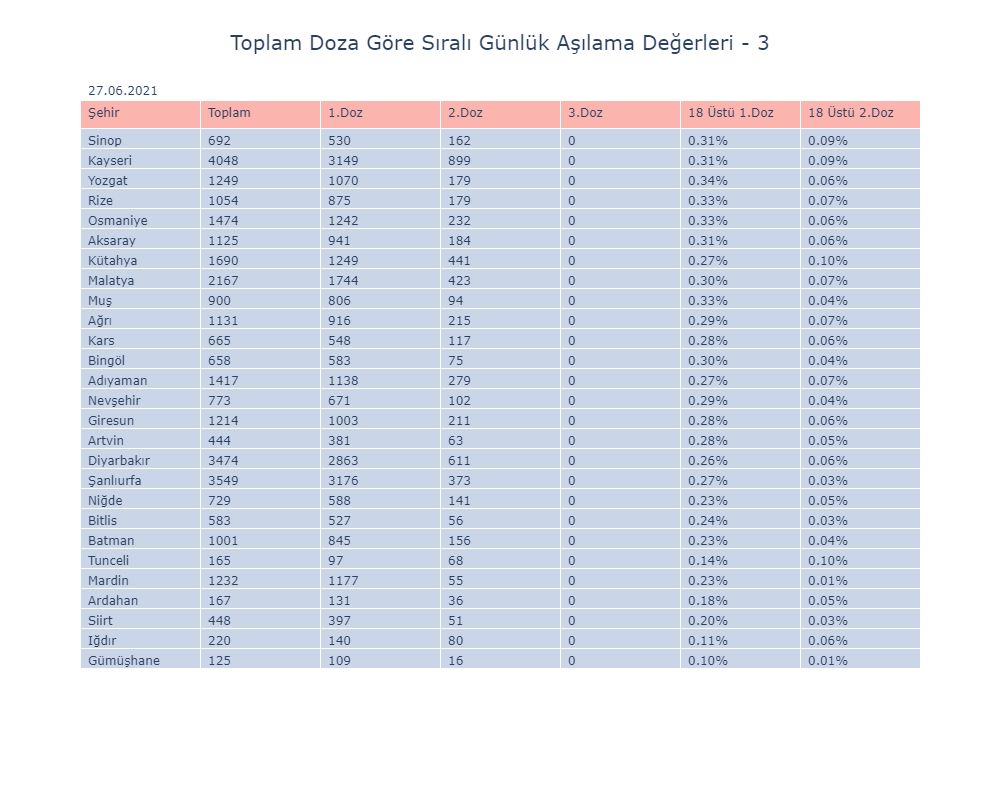 Toplam Doza Göre Sıralı Günlük Aşılama Değerleri - 3
27.06.2021
Şehir Toplam 1.Doz 2.Doz 3.Doz 18 Üstü 1.Doz 18 Üstü 2.Doz
Sinop 692 530 162 0 0.31% 0.09%
Kayseri 4048 3149 899 0 0.31% 0.09%
Yozgat 1249 1070 179 0 0.34% 0.06%
Rize 1054 875 179 0 0.33% 0.07%
Osmaniye 1474 1242 232 0 0.33% 0.06%
Aksaray 1125 941 184 0 0.31% 0.06%
Kütahya 1690 1249 441 0 0.27% 0.10%
Malatya 2167 1744 423 0 0.30% 0.07%
Muş 900 806 94 0 0.33% 0.04%
Ağrı 1131 916 215 0 0.29% 0.07%
Kars 665 548 117 0 0.28% 0.06%
Bingöl 658 583 75 0 0.30% 0.04%
Adıyaman 1417 1138 279 0 0.27% 0.07%
Nevşehir 773 671 102 0 0.29% 0.04%
Giresun 1214 1003 211 0 0.28% 0.06%
Artvin 444 381 63 0 0.28% 0.05%
Diyarbakır 3474 2863 611 0 0.26% 0.06%
Şanlıurfa 3549 3176 373 0 0.27% 0.03%
Niğde 729 588 141 0 0.23% 0.05%
Bitlis 583 527 56 0 0.24% 0.03%
Batman 1001 845 156 0 0.23% 0.04%
Tunceli 165 97 68 0 0.14% 0.10%
Mardin 1232 1177 55 0 0.23% 0.01%
Ardahan 167 131 36 0 0.18% 0.05%
Siirt 448 397 51 0 0.20% 0.03%
Iğdır 220 140 80 0 0.11% 0.06%
Gümüşhane 125 109 16 0 0.10% 0.01%